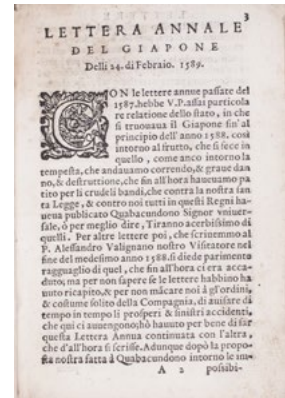 3
LETTERA ANNALE
DEL GIAPONE
Delli 24. di Febraio. 1589.
CON le lettere annue passate del
1587. hebbe V.P. assai particola
re relatione dello stato, in che
si truouaua il Giapone fin'al
principio dell'anno 1588. così
intorno al frutto, che si fece in
quello, come anco intorno la
tempesta, che andauamo correndo, & graue dan
no, & destruttione, che fin all'hora haueuamo pa
tito per li crudeli bandi, che contra la nostra san
ta Legge, & contro noi tutti in questi Regni ha-
ueua publicato Quabacundono Signor vniuer-
sale, ò per meglio dire, Tiranno acerbissimo di
quelli. Per altre lettere poi, che scriuemmo al
P. Alessandro Valignano nostro Visitatore nel
fine del medesimo anno 1588. si diede parimento
ragguaglio di quel, che fin all'hora ci era acca-
duto; ma per non sapere se le lettere habbino ha
uuto ricapito, & per non mācare noi à gl'ordini,
& costume solito della Compagnia, di auisare di
tempo in tempo li prosperi & sinistri accidenti,
che qui ci auuengono; hò hauuto per bene di far
questa Lettera Annua continuata con l'altra,
che d'all'hora si scrisse. Adunque dopò la propo-
sta nostra fatta à Quabacundono intorno le im-
A 2 possibi-